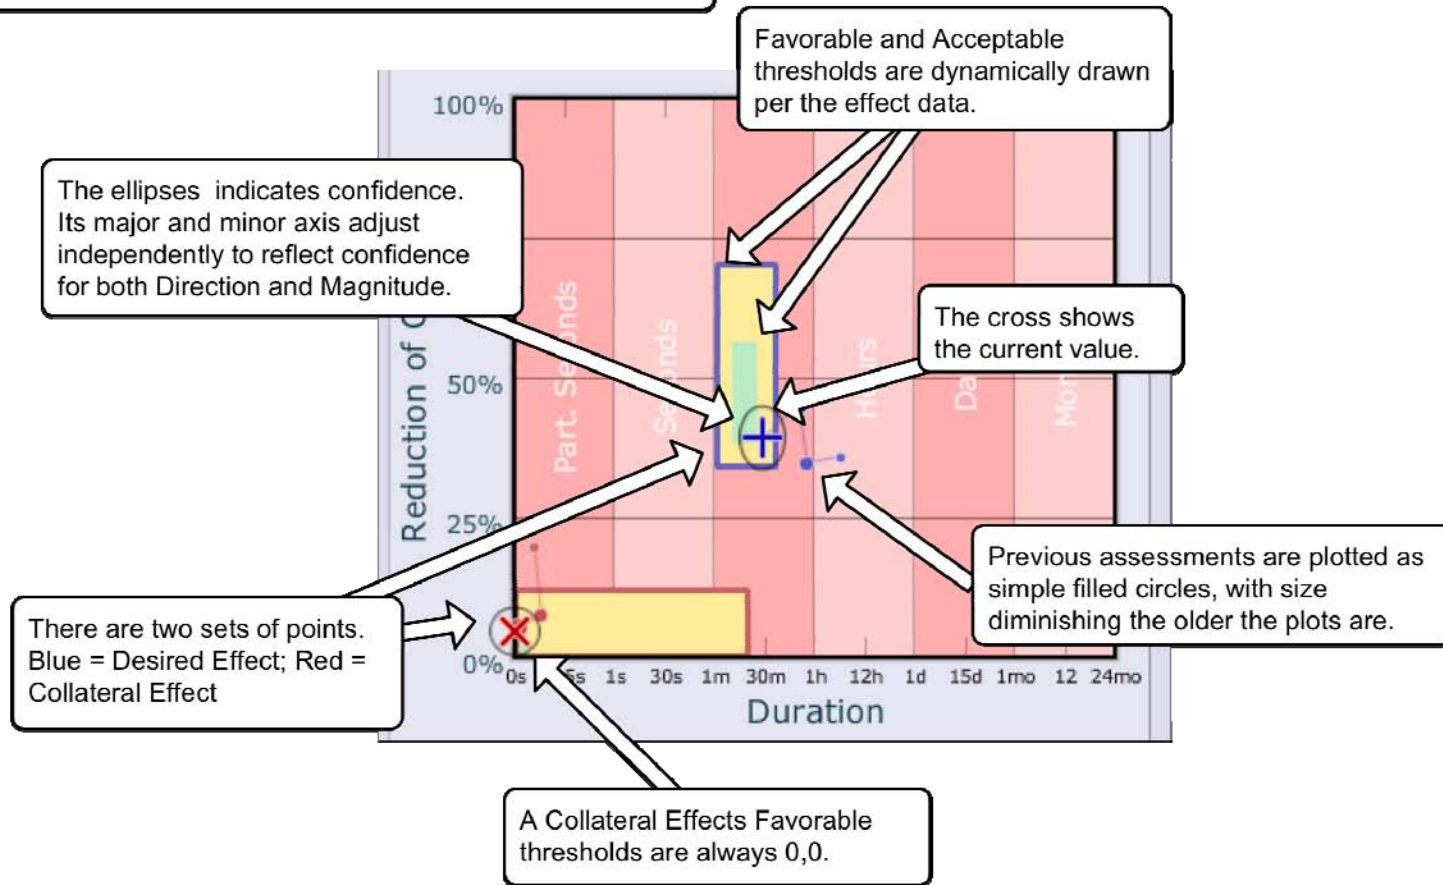 Favorable and Acceptable
thresholds are dynamically drawn
per the effect data.
100%
The ellipses  indicates confidence.
Its major and minor axis adjust
independently to reflect confidence
for both Direction and Magnitude.
The cross shows
the current value.
Reduction of
Part. Seconds
50%
25%
Previous assessments are plotted as
simple filled circles, with size
diminishing the older the plots are.
There are two sets of points.
Blue = Desired Effect; Red =
Collateral Effect
0%
0s 1s 30s 1m 30m 1h 12h 1d 15d 1mo 12 24mo
Duration
A Collateral Effects Favorable
thresholds are always 0,0.